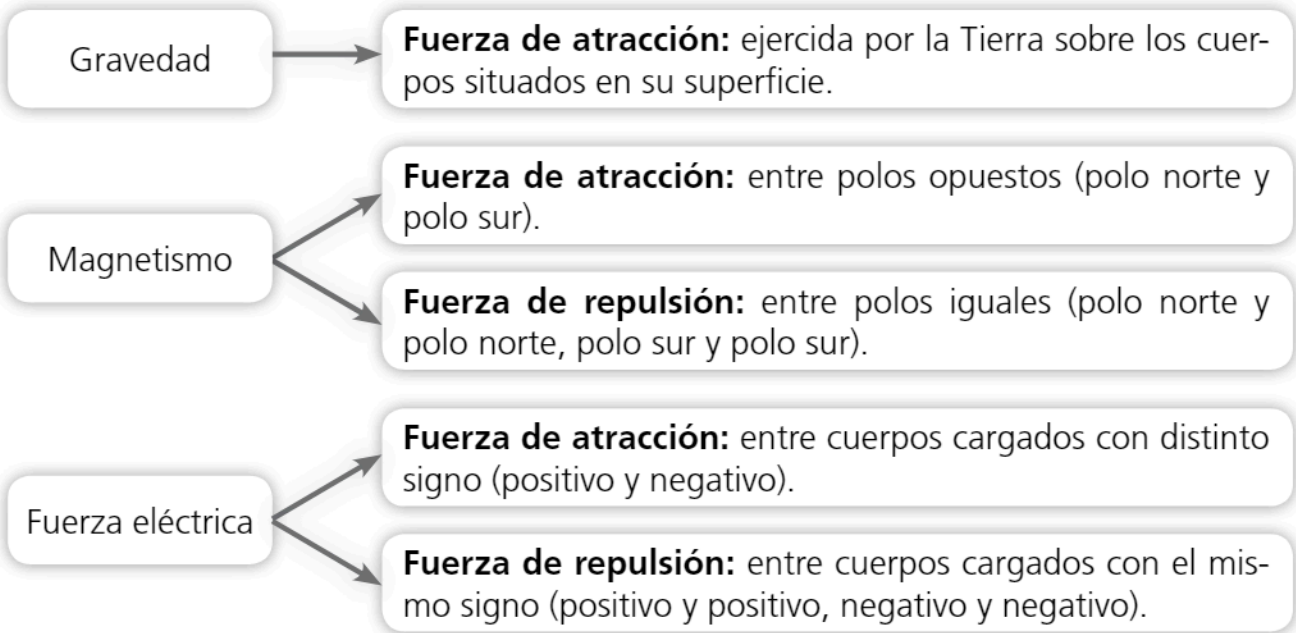 Gravedad
Fuerza de atracción: ejercida por la Tierra sobre los cuer-
pos situados en su superficie.
Magnetismo
Fuerza de atracción: entre polos opuestos (polo norte y
polo sur).
Fuerza de repulsión: entre polos iguales (polo norte y
polo norte, polo sur y polo sur).
Fuerza eléctrica
Fuerza de atracción: entre cuerpos cargados con distinto
signo (positivo y negativo).
Fuerza de repulsión: entre cuerpos cargados con el mis-
mo signo (positivo y positivo, negativo y negativo).